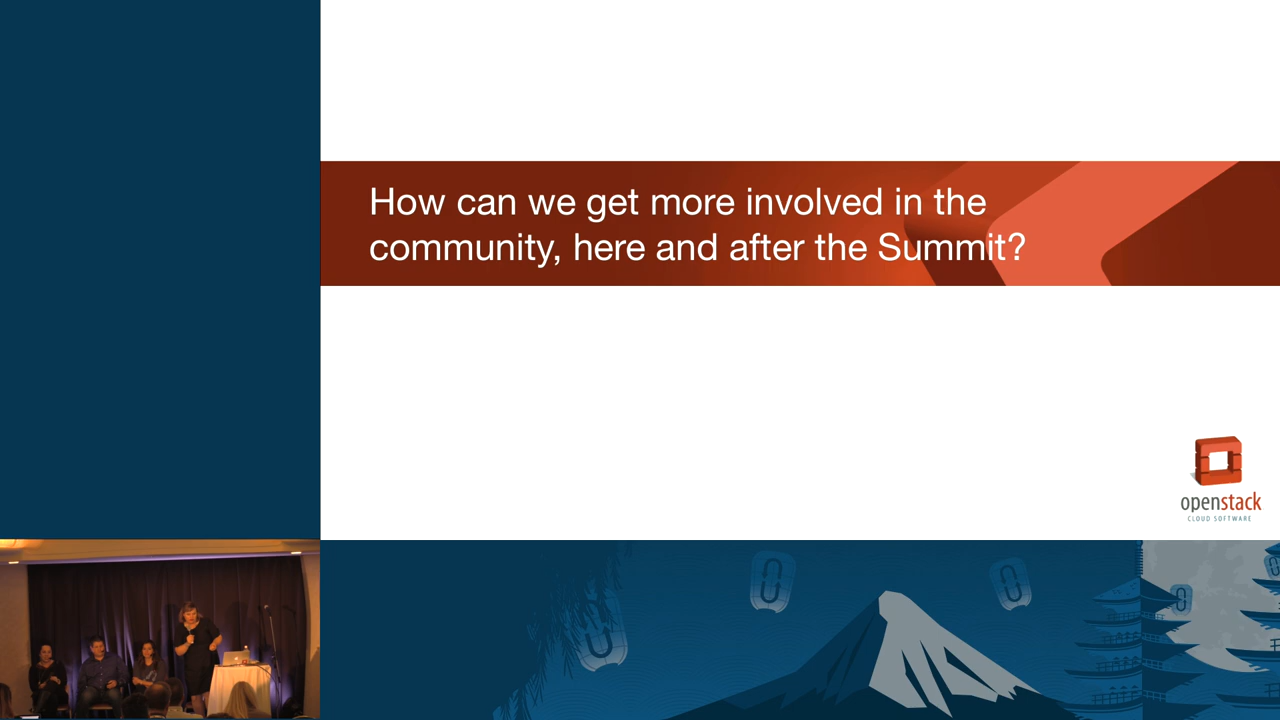 How can we get more involved in the
community, here and after the Summit?
openstack
CLOUD SOFTWARE